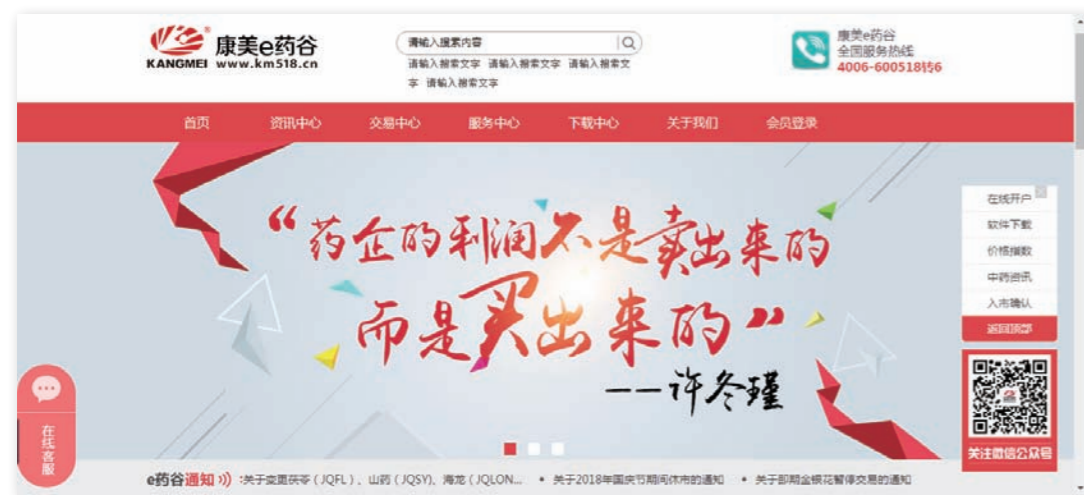 康美e药谷
KANGMEI www.km518.cn
请输入搜素内容
请输入搜索文字 请输入搜索文字 请输入搜索文
字 请输入搜索文字
康美e药谷
全国服务热线
4006-600518转6
首页 资讯中心 交易中心 服务中心 下载中心 关于我们 会员登录
“药企的利润不是卖出来的
而是买出来的”
——许冬瑾
在线开户
软件下载
价格指数
中药资讯
入市确认
返回顶部
关注微信公众号
在线客服
e药谷通知 :关于变更茯苓(JQFL)、山药(JQSY)、海龙(JQLON... • 关于2018年国庆节期间休市的通知 • 关于即期金银花暂停交易的通知